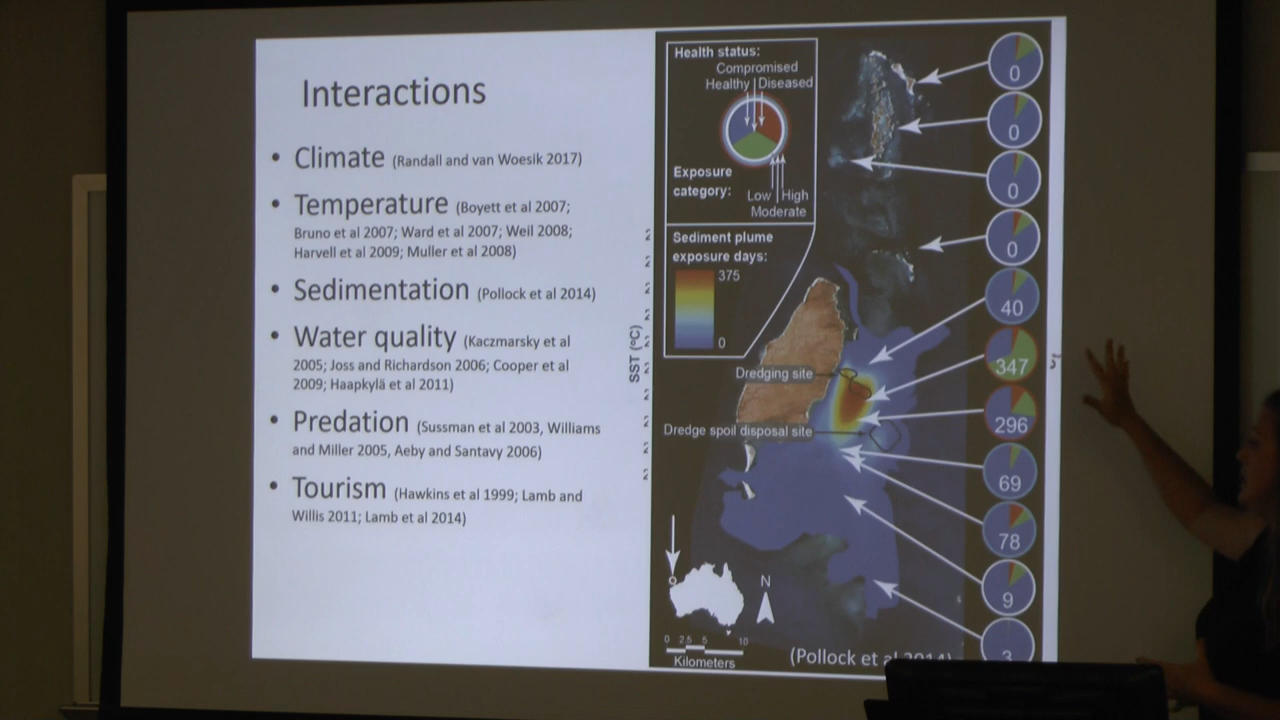 Interactions
• Climate (Randall and van Woesik 2017)
• Temperature (Boyett et al 2007;
Bruno et al 2007; Ward et al 2007; Weil 2008;
Harvell et al 2009; Muller et al 2008)
• Sedimentation (Pollock et al 2014)
• Water quality (Kaczmarsky et al
2005; Joss and Richardson 2006; Cooper et al
2009; Haapkylä et al 2011)
• Predation (Sussman et al 2003, Williams
and Miller 2005, Aeby and Santavy 2006)
• Tourism (Hawkins et al 1999; Lamb and
Willis 2011; Lamb et al 2014)
SST (°C)
Health status:
Compromised
Healthy Diseased
Exposure
category:
Low High
Moderate
Sediment plume
exposure days:
375
0
Dredging site
Dredge spoil disposal site
N
0 2.5 5 10
Kilometers
(Pollock et al 2014)
0
0
0
0
40
347
296
69
78
9
3